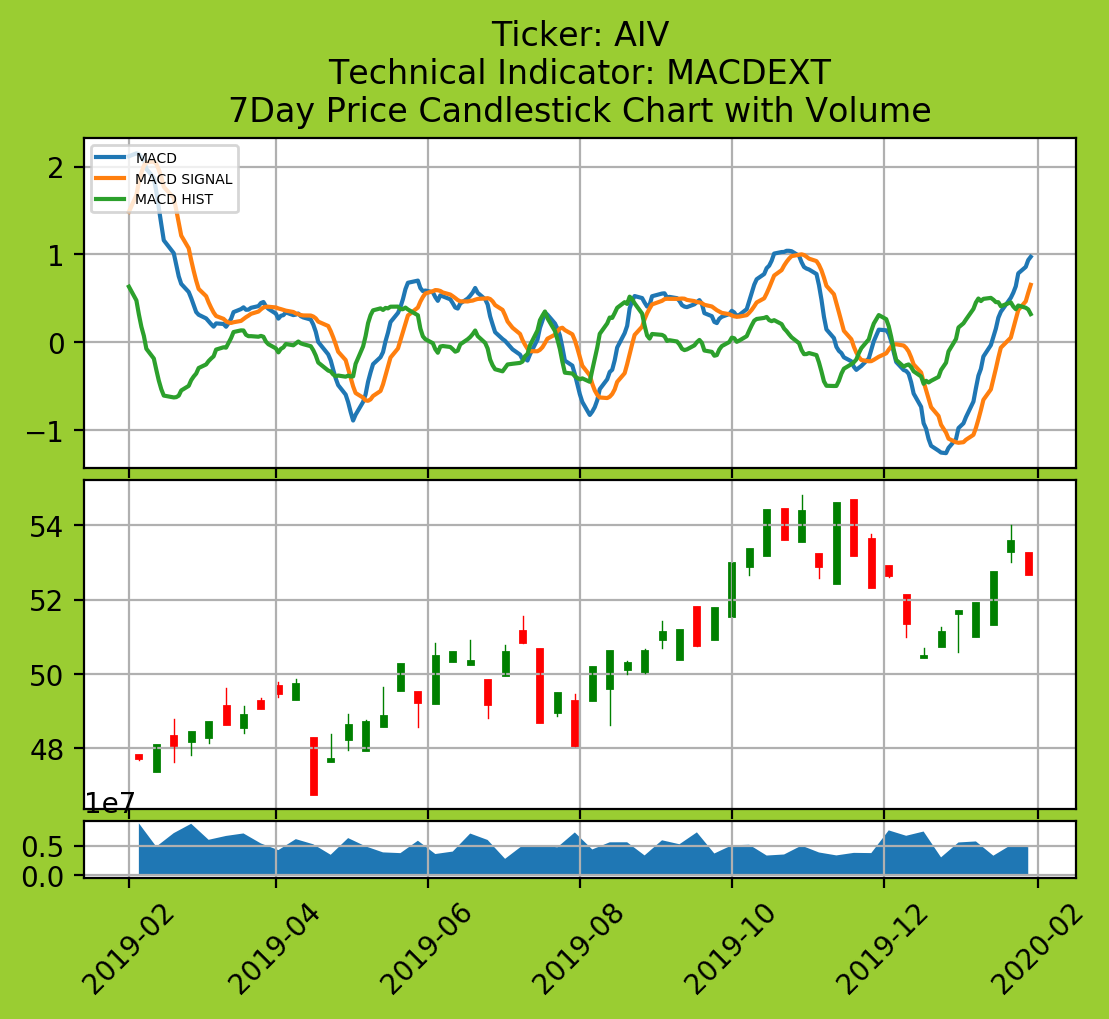 Ticker: AIV
Technical Indicator: MACDEXT
7Day Price Candlestick Chart with Volume
MACD
MACD SIGNAL
MACD HIST
2
1
0
−1
54
52
50
48
1e7
0.5
0.0
2019-02
2019-04
2019-06
2019-08
2019-10
2019-12
2020-02